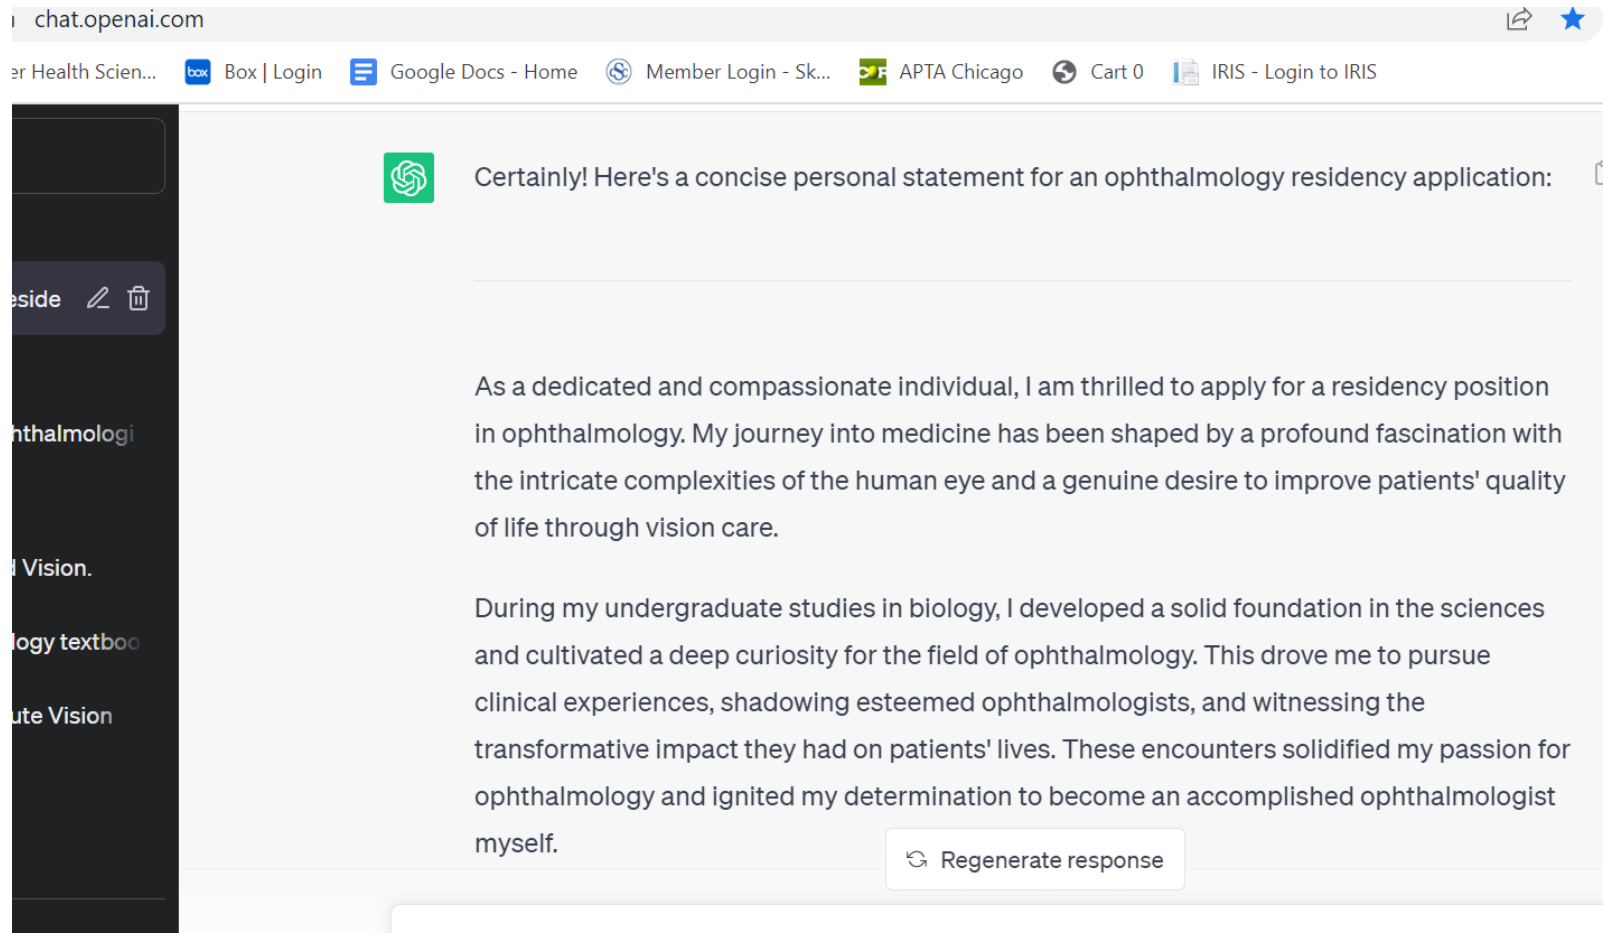 chat.openai.com
er Health Scien...
box Box | Login
Google Docs - Home
Member Login - Sk...
APTA Chicago
Cart 0
IRIS - Login to IRIS
eside
hthalmologi
Vision.
logy textboo
ute Vision
Certainly! Here's a concise personal statement for an ophthalmology residency application:
As a dedicated and compassionate individual, I am thrilled to apply for a residency position
in ophthalmology. My journey into medicine has been shaped by a profound fascination with
the intricate complexities of the human eye and a genuine desire to improve patients' quality
of life through vision care.
During my undergraduate studies in biology, I developed a solid foundation in the sciences
and cultivated a deep curiosity for the field of ophthalmology. This drove me to pursue
clinical experiences, shadowing esteemed ophthalmologists, and witnessing the
transformative impact they had on patients' lives. These encounters solidified my passion for
ophthalmology and ignited my determination to become an accomplished ophthalmologist
myself.
Regenerate response